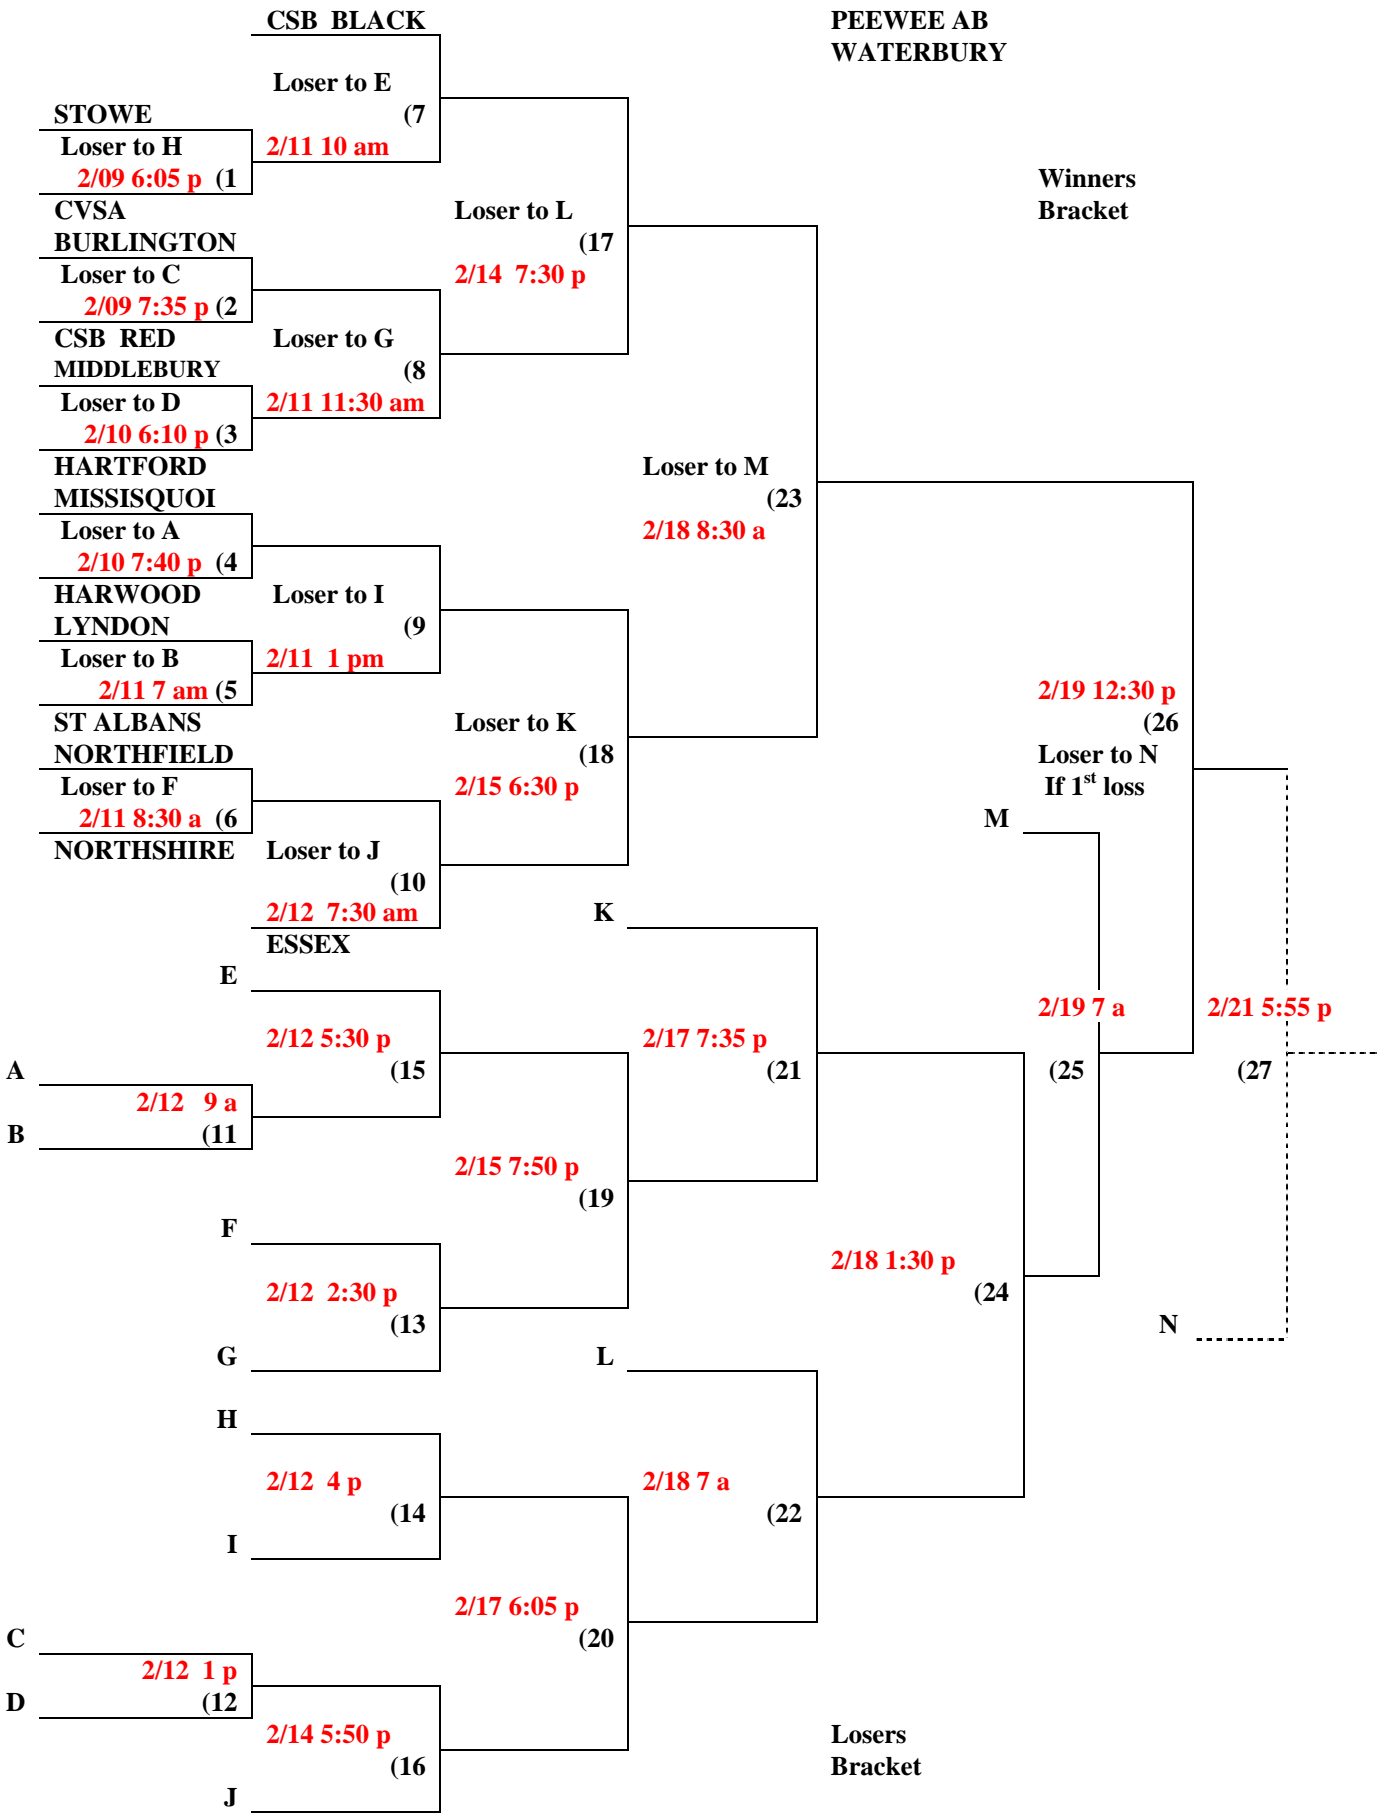 CSB BLACK
PEEWEE AB
WATERBURY
Loser to E
(7
STOWE
Loser to H
2/11 10 am
2/09 6:05 p (1
Winners
Bracket
CVSA
Loser to L
BURLINGTON
(17
Loser to C
2/14 7:30 p
2/09 7:35 p (2
CSB RED
Loser to G
MIDDLEBURY
(8
Loser to D
2/11 11:30 am
2/10 6:10 p (3
HARTFORD
Loser to M
MISSISQUOI
(23
Loser to A
2/18 8:30 a
2/10 7:40 p (4
HARWOOD
Loser to I
LYNDON
(9
Loser to B
2/11 1 pm
2/11 7 am (5
2/19 12:30 p
ST ALBANS
Loser to K
(26
NORTHFIELD
(18
Loser to N
Loser to F
2/15 6:30 p
If 1st loss
2/11 8:30 a (6
M
NORTHSHIRE
Loser to J
(10
2/12 7:30 am
K
ESSEX
E
2/19 7 a
2/21 5:55 p
2/12 5:30 p
2/17 7:35 p
A
(15
(21
(25
(27
2/12 9 a
B
(11
2/15 7:50 p
(19
F
2/18 1:30 p
2/12 2:30 p
(24
(13
N
G
L
H
2/12 4 p
2/18 7 a
(14
(22
I
2/17 6:05 p
C
(20
2/12 1 p
D
(12
2/14 5:50 p
Losers
Bracket
(16
J